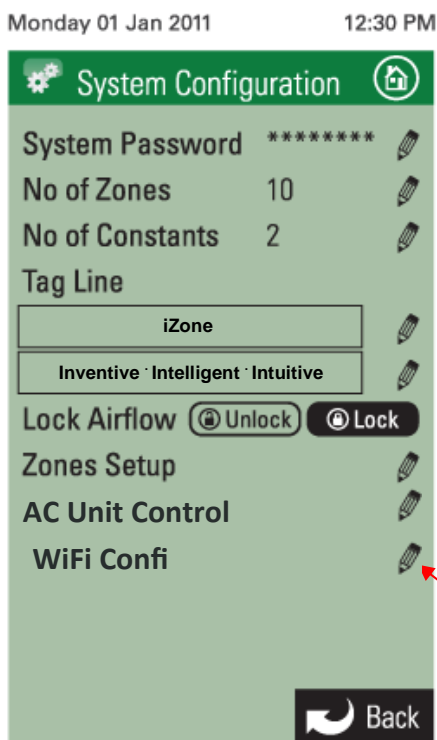 Monday 01 Jan 2011 12:30 PM
System Configuration
System Password ********
No of Zones 10
No of Constants 2
Tag Line
iZone
Inventive · Intelligent · Intuitive
Lock Airflow Unlock Lock
Zones Setup
AC Unit Control
WiFi Confi
Back